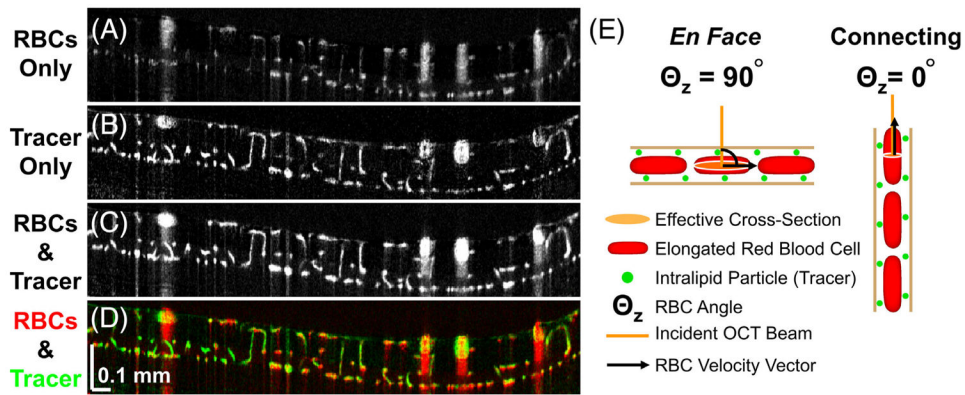 (A)
RBCs
Only
(B)
Tracer
Only
(C)
RBCs
&
Tracer
(D)
RBCs
&
Tracer
0.1 mm
(E)
En Face
Θz = 90°
Connecting
Θz = 0°
Effective Cross-Section
Elongated Red Blood Cell
Intralipid Particle (Tracer)
Θz RBC Angle
Incident OCT Beam
RBC Velocity Vector